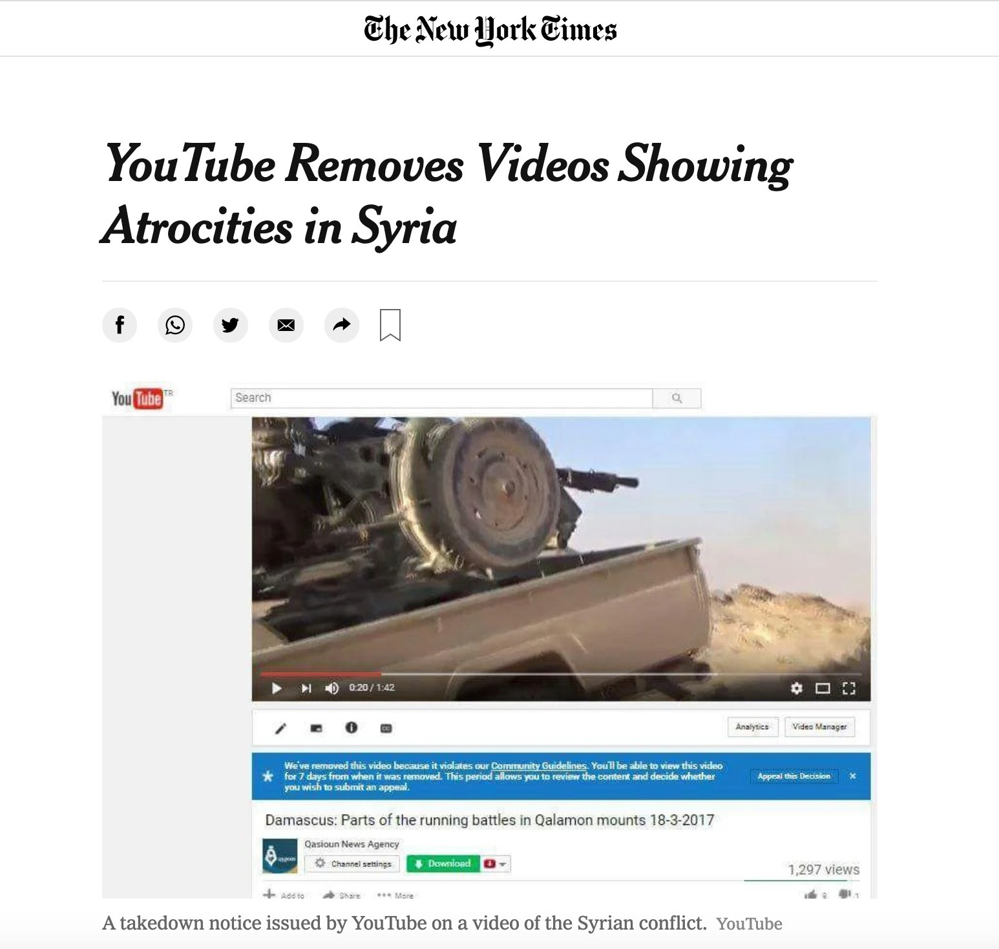 The New York Times
YouTube Removes Videos Showing
Atrocities in Syria
YouTube TR
Search
0:20 / 1:42
Analytics
Video Manager
We've removed this video because it violates our Community Guidelines. You'll be able to view this video
for 7 days from when it was removed. This period allows you to review the content and decide whether
you wish to submit an appeal.
Appeal this Decision
Damascus: Parts of the running battles in Qalamon mounts 18-3-2017
Qasioun News Agency
Channel settings
Download
1,297 views
Add to
Share
More
A takedown notice issued by YouTube on a video of the Syrian conflict. YouTube